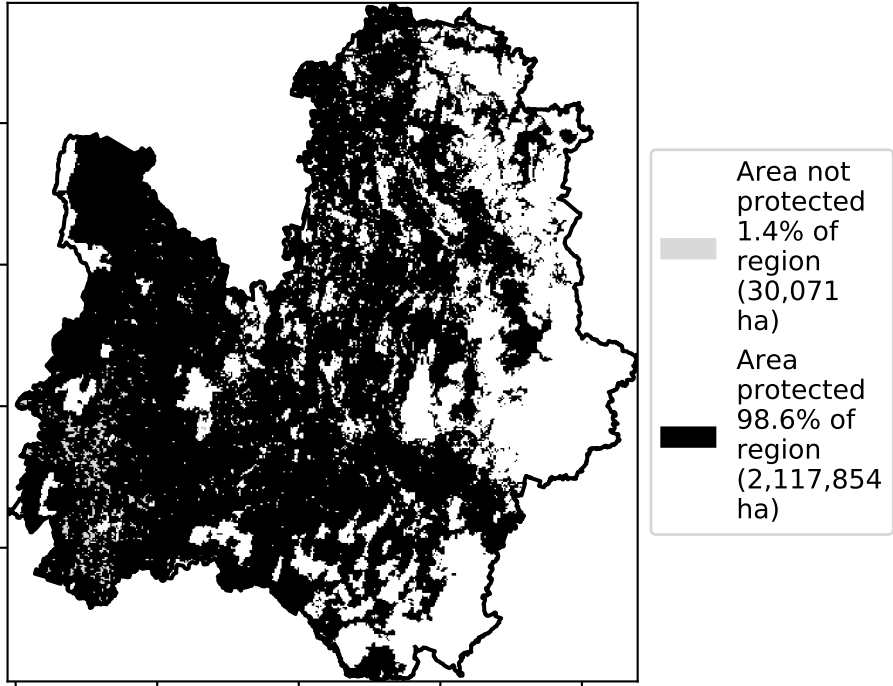 Area not
protected
1.4% of
region
(30,071
ha)
Area
protected
98.6% of
region
(2,117,854
ha)